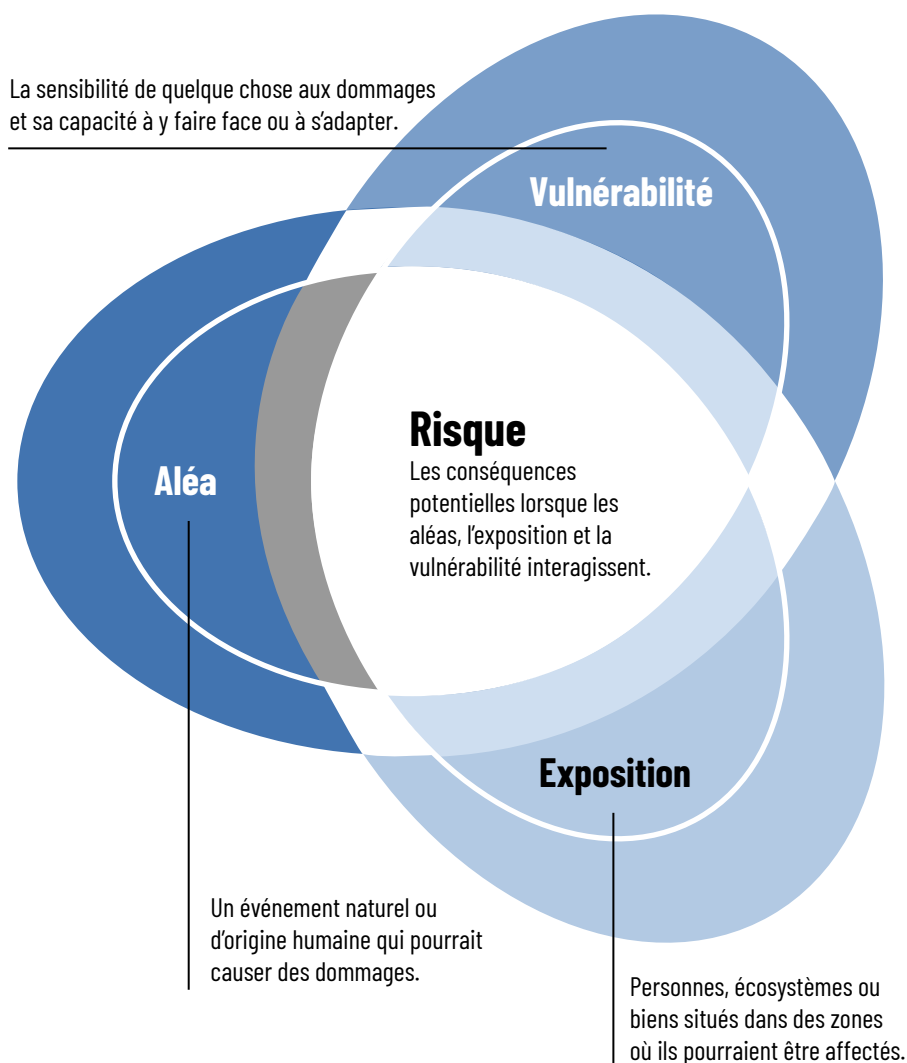 La sensibilité de quelque chose aux dommages
et sa capacité à y faire face ou à s’adapter.
Vulnérabilité
Risque
Les conséquences
potentielles lorsque les
aléas, l’exposition et la
vulnérabilité interagissent.
Aléa
Exposition
Un événement naturel ou
d’origine humaine qui pourrait
causer des dommages.
Personnes, écosystèmes ou
biens situés dans des zones
où ils pourraient être affectés.